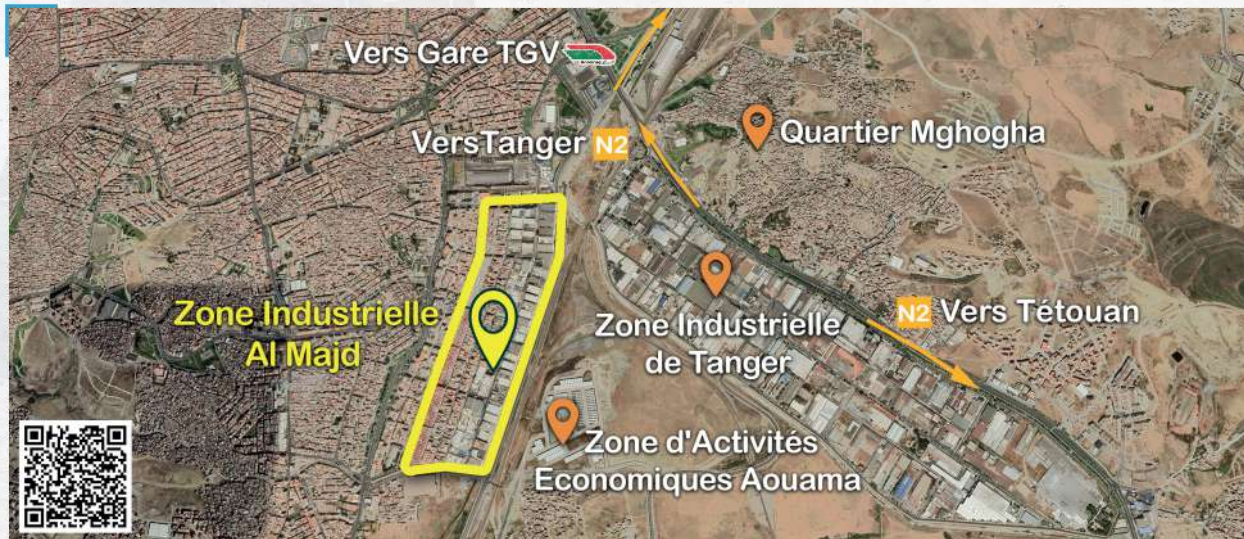 Vers Gare TGV
VersTanger N2
Quartier Mghogha
Zone Industrielle
Al Majd
Zone Industrielle
de Tanger
N2 Vers Tétouan
Zone d'Activités
Economiques Aouama